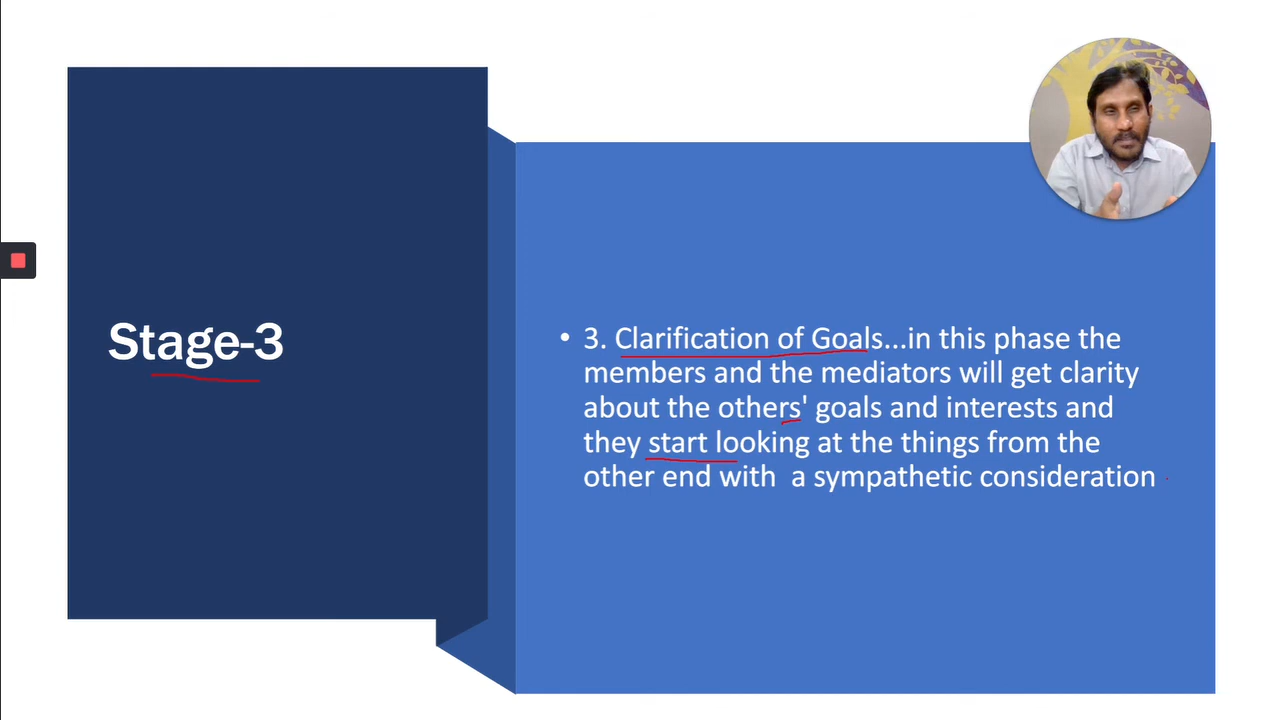 Stage-3
• 3. Clarification of Goals...in this phase the
members and the mediators will get clarity
about the others' goals and interests and
they start looking at the things from the
other end with  a sympathetic consideration